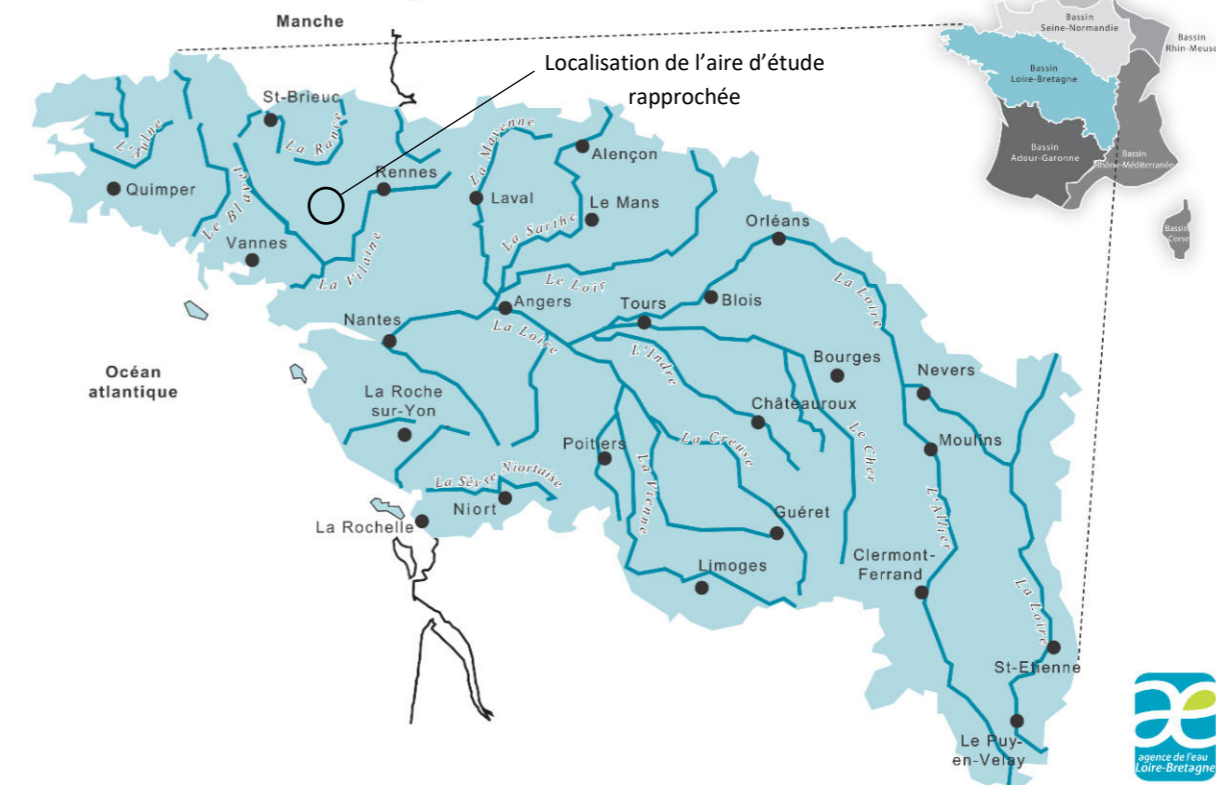 Manche
Localisation de l'aire d'étude
rapprochée
Bassin
Seine-Normandie
Bassin
Rhin-Meuse
Bassin
Loire-Bretagne
Bassin
Adour-Garonne
Bassin
Rhône-Méditerranée
Bassin
Corse
St-Brieuc
L'Aulne
La Rance
Quimper
Le Blavet
Vannes
Rennes
La Vilaine
La Mayenne
Laval
Alençon
Le Mans
La Sarthe
Le Loir
Orléans
Angers
Tours
Blois
La Loire
Nantes
La Loire
L'Indre
Bourges
Nevers
Océan
atlantique
La Roche
sur-Yon
Châteauroux
Le Cher
Moulins
Poitiers
La Creuse
La Vienne
La Sèvre Niortaise
Niort
La Rochelle
Guéret
L'Allier
Limoges
Clermont-
Ferrand
La Loire
St-Etienne
Le Puy-
en-Velay
agence de l'eau
Loire-Bretagne